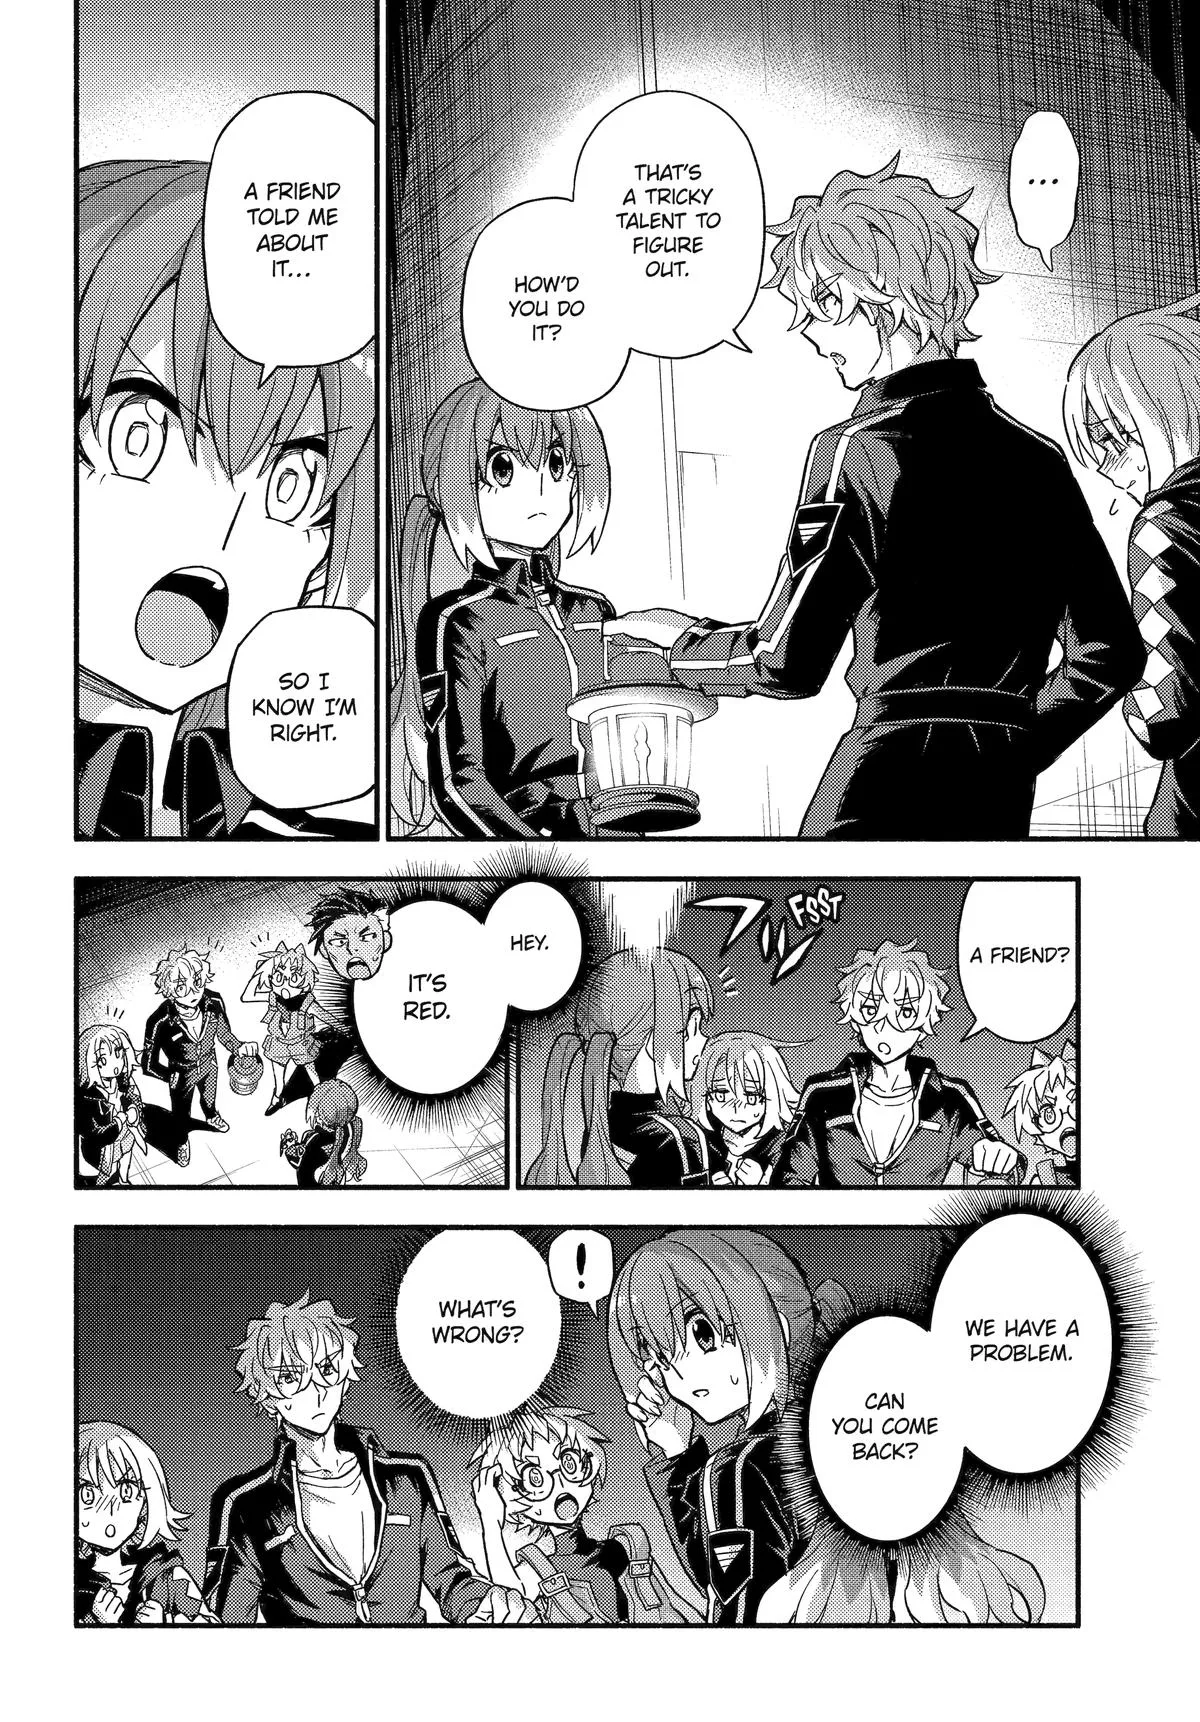 ...
THAT'S
A TRICKY
TALENT TO
FIGURE
OUT.
HOW'D
YOU DO
IT?
A FRIEND
TOLD ME
ABOUT
IT...
SO I
KNOW I'M
RIGHT.
A FRIEND?
FSST
HEY.
IT'S
RED.
WE HAVE A
PROBLEM.
CAN
YOU COME
BACK?
!
WHAT'S
WRONG?